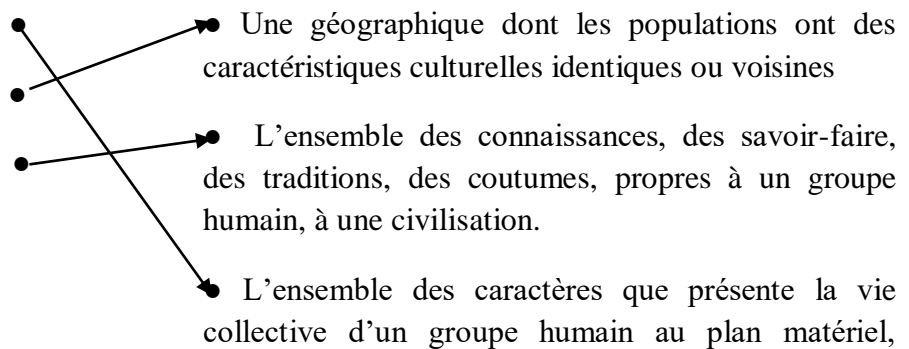 ● Une géographique dont les populations ont des
caractéristiques culturelles identiques ou voisines
● L’ensemble des connaissances, des savoir-faire,
des traditions, des coutumes, propres à un groupe
humain, à une civilisation.
● L’ensemble des caractères que présente la vie
collective d’un groupe humain au plan matériel,